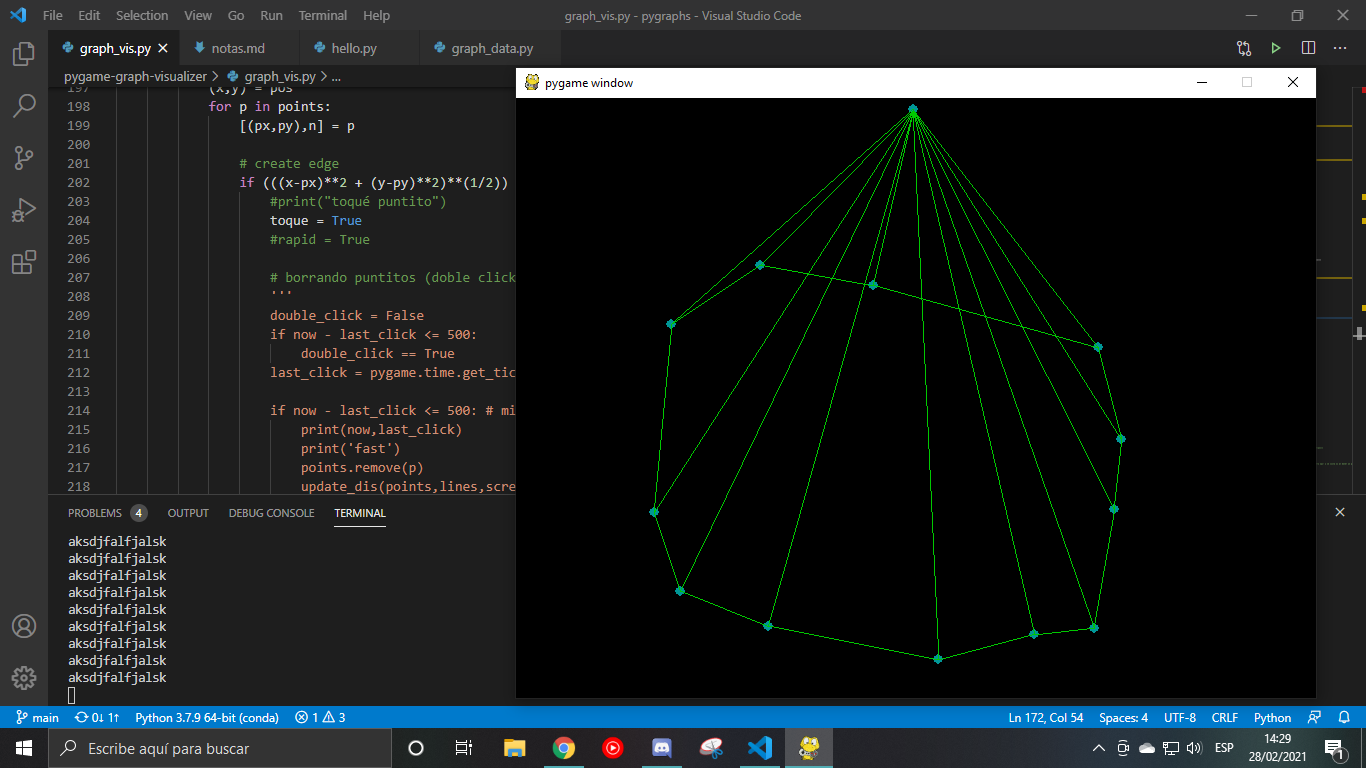 File Edit Selection View Go Run Terminal Help graph_vis.py - pygraphs - Visual Studio Code
graph_vis.py notas.md hello.py graph_data.py
pygame-graph-visualizer > graph_vis.py > ...
pygame window
197 (x,y) = pos
198 for p in points:
199 [(px,py),n] = p
200
201 # create edge
202 if (((x-px)**2 + (y-py)**2)**(1/2))
203 #print("toqué puntito")
204 toque = True
205 #rapid = True
206
207 # borrando puntitos (doble click
208 '''
209 double_click = False
210 if now - last_click <= 500:
211 double_click == True
212 last_click = pygame.time.get_tic
213
214 if now - last_click <= 500: # mi
215 print(now,last_click)
216 print('fast')
217 points.remove(p)
218 update_dis(points,lines,scre
PROBLEMS 4 OUTPUT DEBUG CONSOLE TERMINAL
aksdjfalfjalsk
aksdjfalfjalsk
aksdjfalfjalsk
aksdjfalfjalsk
aksdjfalfjalsk
aksdjfalfjalsk
aksdjfalfjalsk
aksdjfalfjalsk
aksdjfalfjalsk
main 0↓ 1↑ Python 3.7.9 64-bit (conda) 1 3 Ln 172, Col 54 Spaces: 4 UTF-8 CRLF Python
Escribe aquí para buscar
ESP
14:29
28/02/2021
1